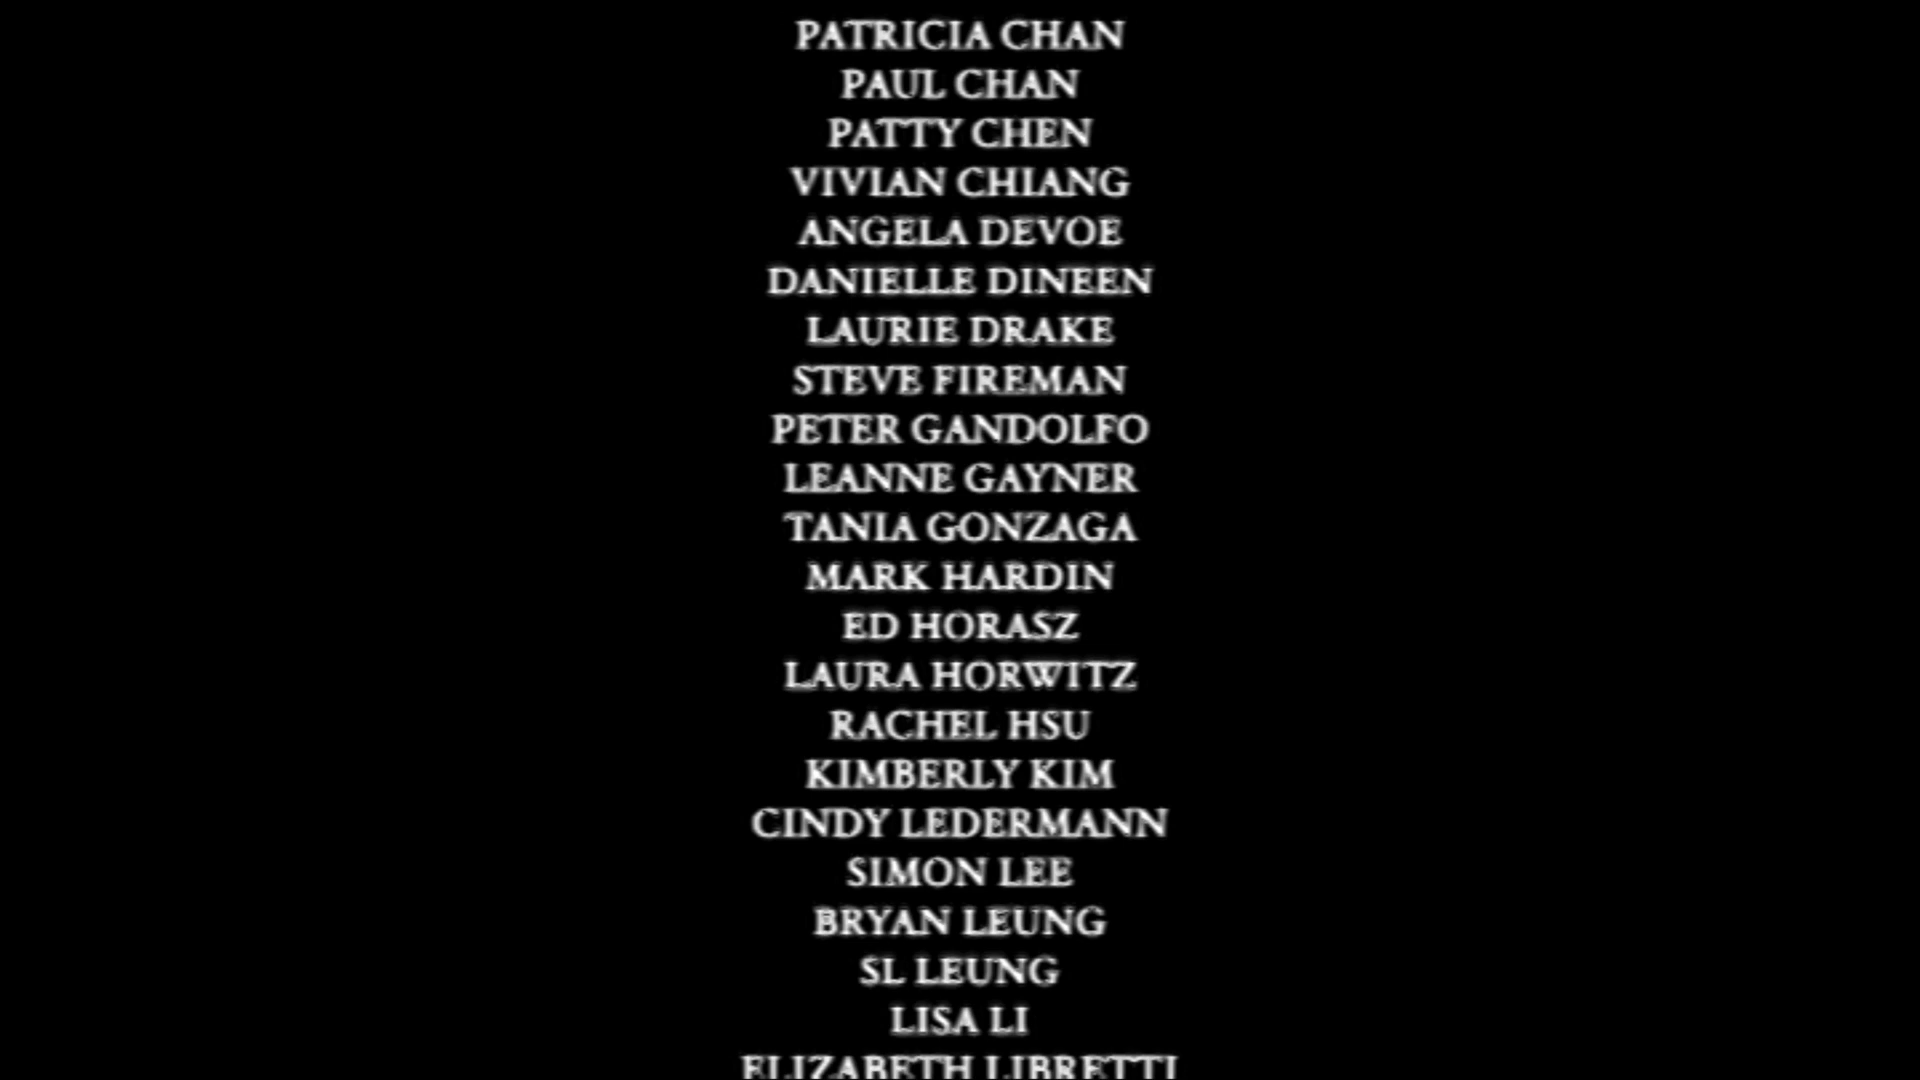 PATRICIA CHAN
PAUL CHAN
PATTY CHEN
VIVIAN CHIANG
ANGELA DEVOE
DANIELLE DINEEN
LAURIE DRAKE
STEVE FIREMAN
PETER GANDOLFO
LEANNE GAYNER
TANIA GONZAGA
MARK HARDIN
ED HORASZ
LAURA HORWITZ
RACHEL HSU
KIMBERLY KIM
CINDY LEDERMANN
SIMON LEE
BRYAN LEUNG
SL LEUNG
LISA LI
ELIZABETH LIBRETTI